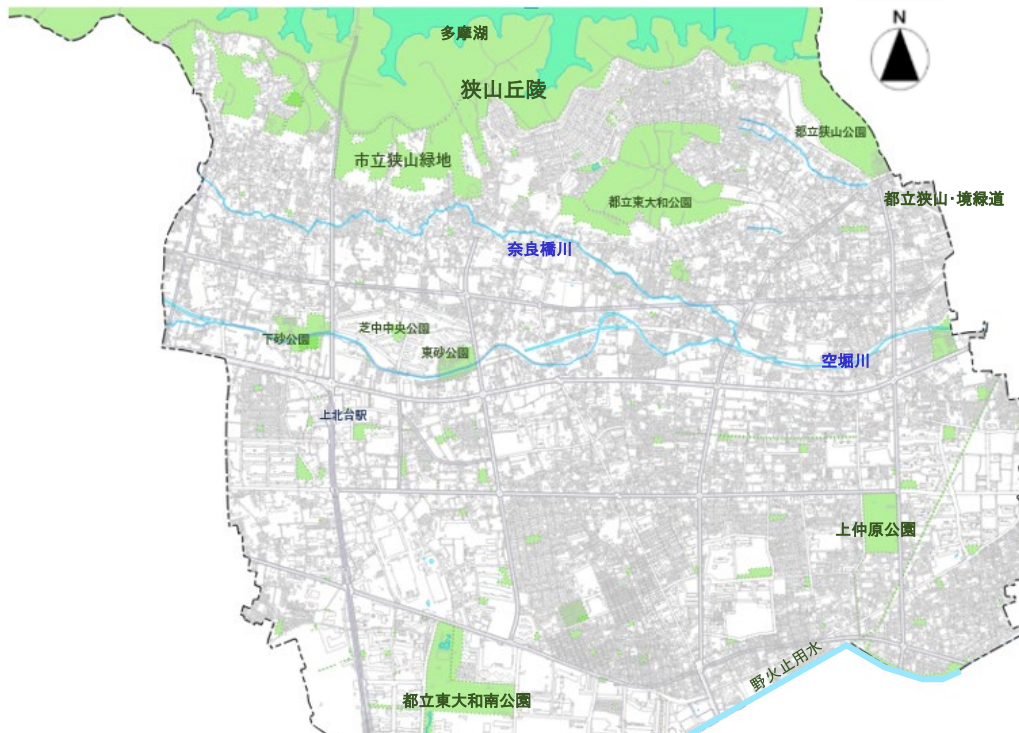 N
多摩湖
狭山丘陵
都立狭山公園
市立狭山緑地
都立東大和公園
都立狭山・境緑道
奈良橋川
芝中中央公園
下砂公園
東砂公園
空堀川
上北台駅
上仲原公園
野火止用水
都立東大和南公園